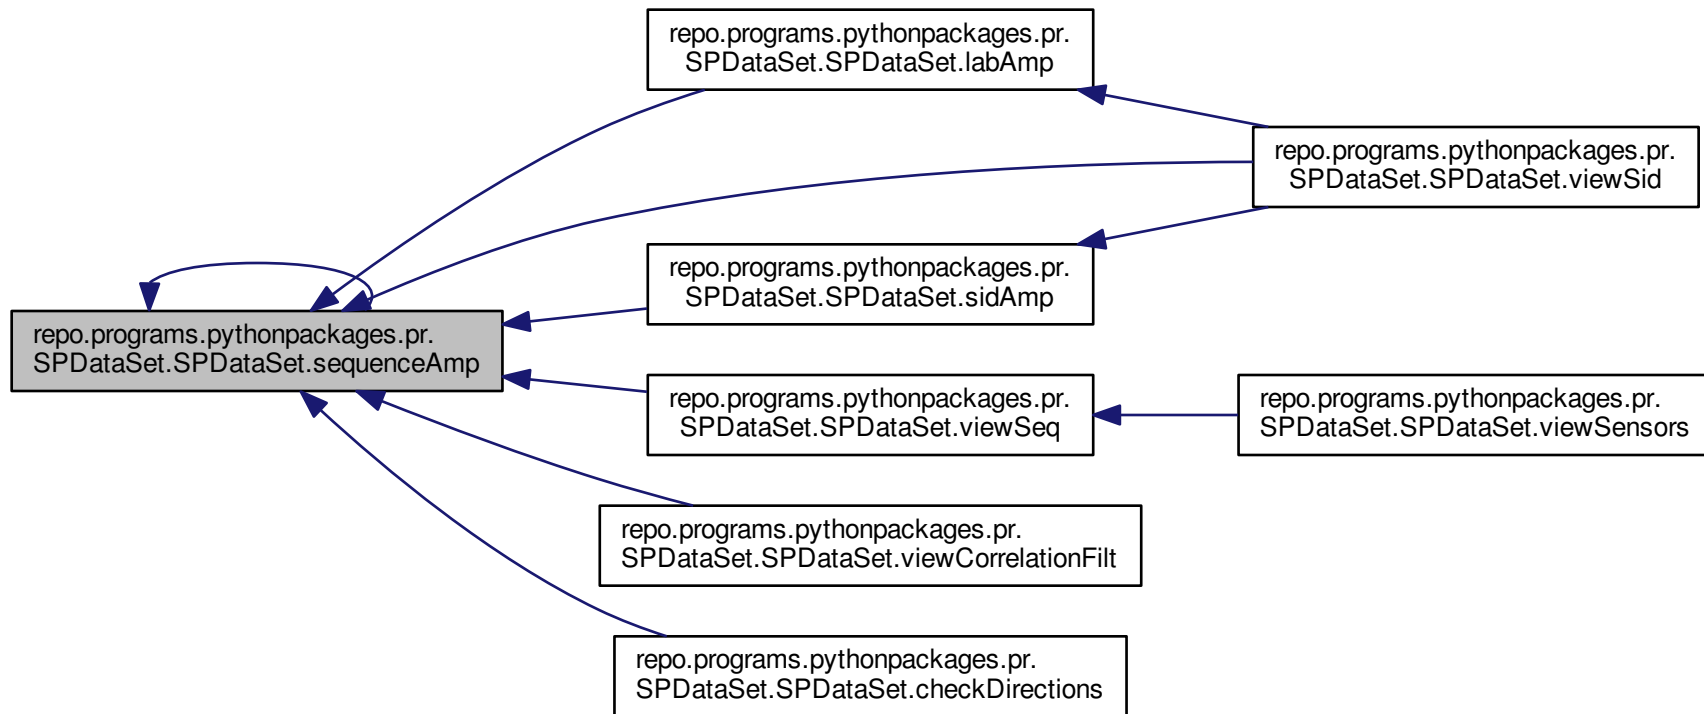 repo.programs.pythonpackages.pr.
SPDataSet.SPDataSet.labAmp
repo.programs.pythonpackages.pr.
SPDataSet.SPDataSet.viewSid
repo.programs.pythonpackages.pr.
SPDataSet.SPDataSet.sidAmp
repo.programs.pythonpackages.pr.
SPDataSet.SPDataSet.sequenceAmp
repo.programs.pythonpackages.pr.
SPDataSet.SPDataSet.viewSeq
repo.programs.pythonpackages.pr.
SPDataSet.SPDataSet.viewSensors
repo.programs.pythonpackages.pr.
SPDataSet.SPDataSet.viewCorrelationFilt
repo.programs.pythonpackages.pr.
SPDataSet.SPDataSet.checkDirections